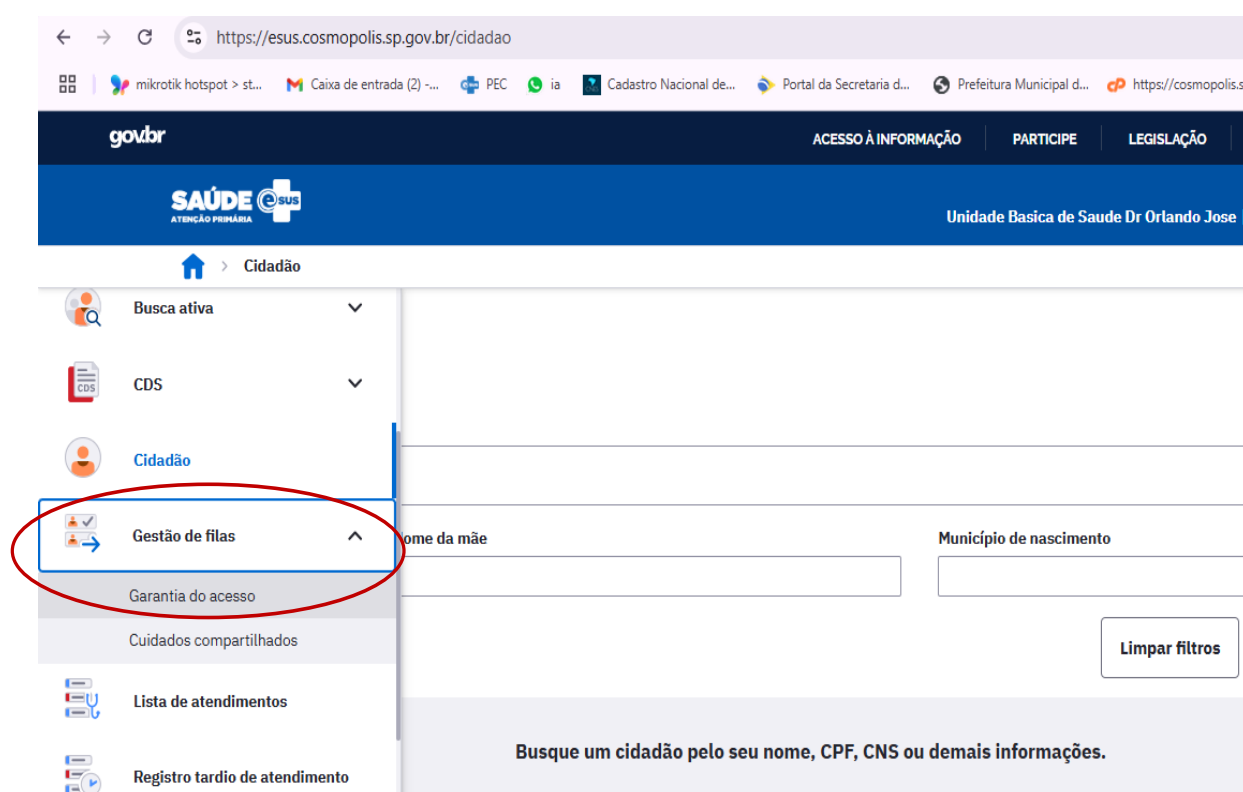 https://esus.cosmopolis.sp.gov.br/cidadao
mikrotik hotspot > st... Caixa de entrada (2) -... PEC ia Cadastro Nacional de... Portal da Secretaria d... Prefeitura Municipal d... https://cosmopolis.s
gov.br ACESSO À INFORMAÇÃO PARTICIPE LEGISLAÇÃO
SAÚDE e sus
ATENÇÃO PRIMÁRIA
Unidade Basica de Saude Dr Orlando Jose
Cidadão
Busca ativa
CDS CDS
Cidadão
Gestão de filas
ome da mãe Município de nascimento
Garantia do acesso
Cuidados compartilhados
Limpar filtros
Lista de atendimentos
Busque um cidadão pelo seu nome, CPF, CNS ou demais informações.
Registro tardio de atendimento